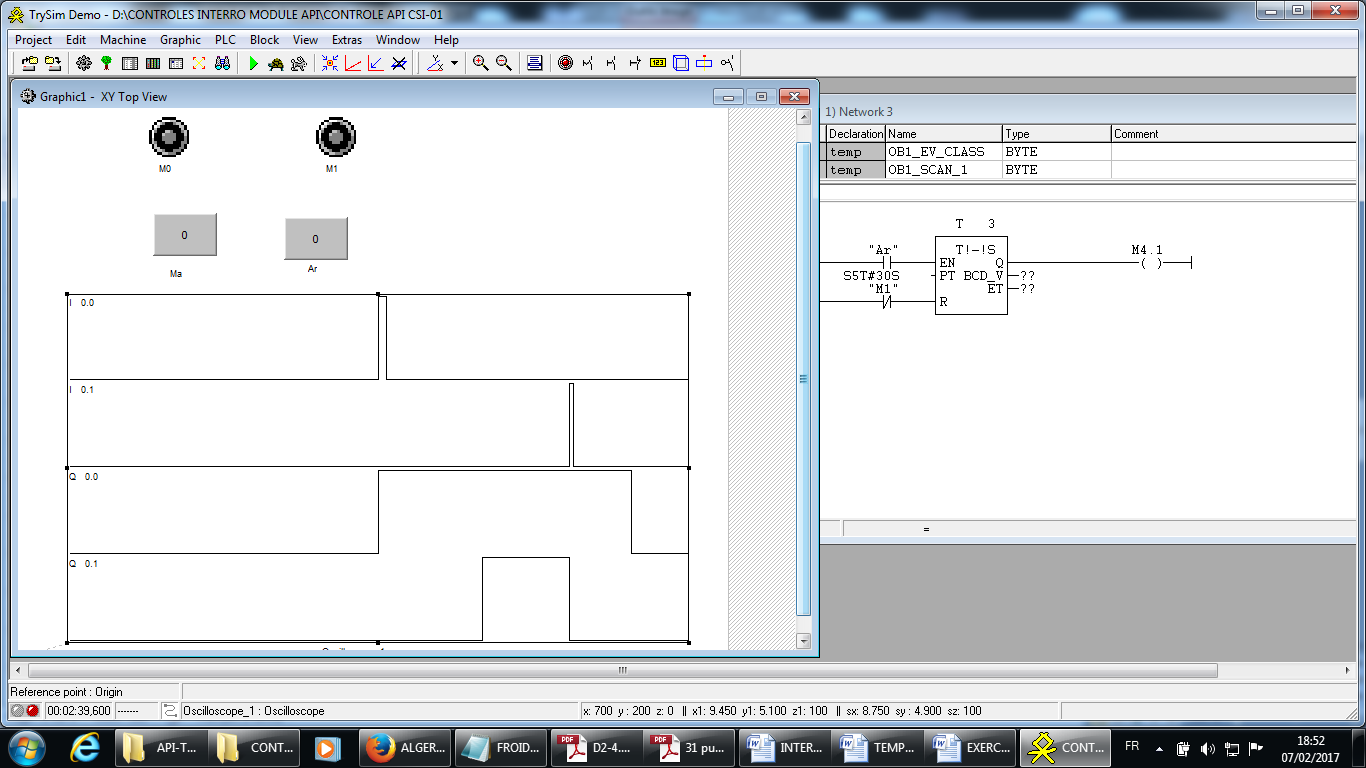 TrySim Demo - D:\CONTROLES INTERRO MODULE API\CONTROLE API CSI-01
Project Edit Machine Graphic PLC Block View Extras Window Help
123
Graphic1 - XY Top View
M0 M1
0 0
Ma Ar
I 0.0
I 0.1
Q 0.0
Q 0.1
1) Network 3
Declaration Name Type Comment
temp OB1_EV_CLASS BYTE
temp OB1_SCAN_1 BYTE
T 3
"Ar" T!-!S M4.1
EN Q ( )
S5T#30S PT BCD_V ??
"M1" ET ??
R
=
Reference point : Origin
00:02:39,600 ------- Oscilloscope_1 : Oscilloscope x: 700 y : 200 z: 0 || x1: 9.450 y1: 5.100 z1: 100 || sx: 8.750 sy : 4.900 sz: 100
API-T... CONT... ALGER... FROID... D2-4.... 31 pu... INTER... TEMP... EXERC... CONT... FR 18:52
07/02/2017